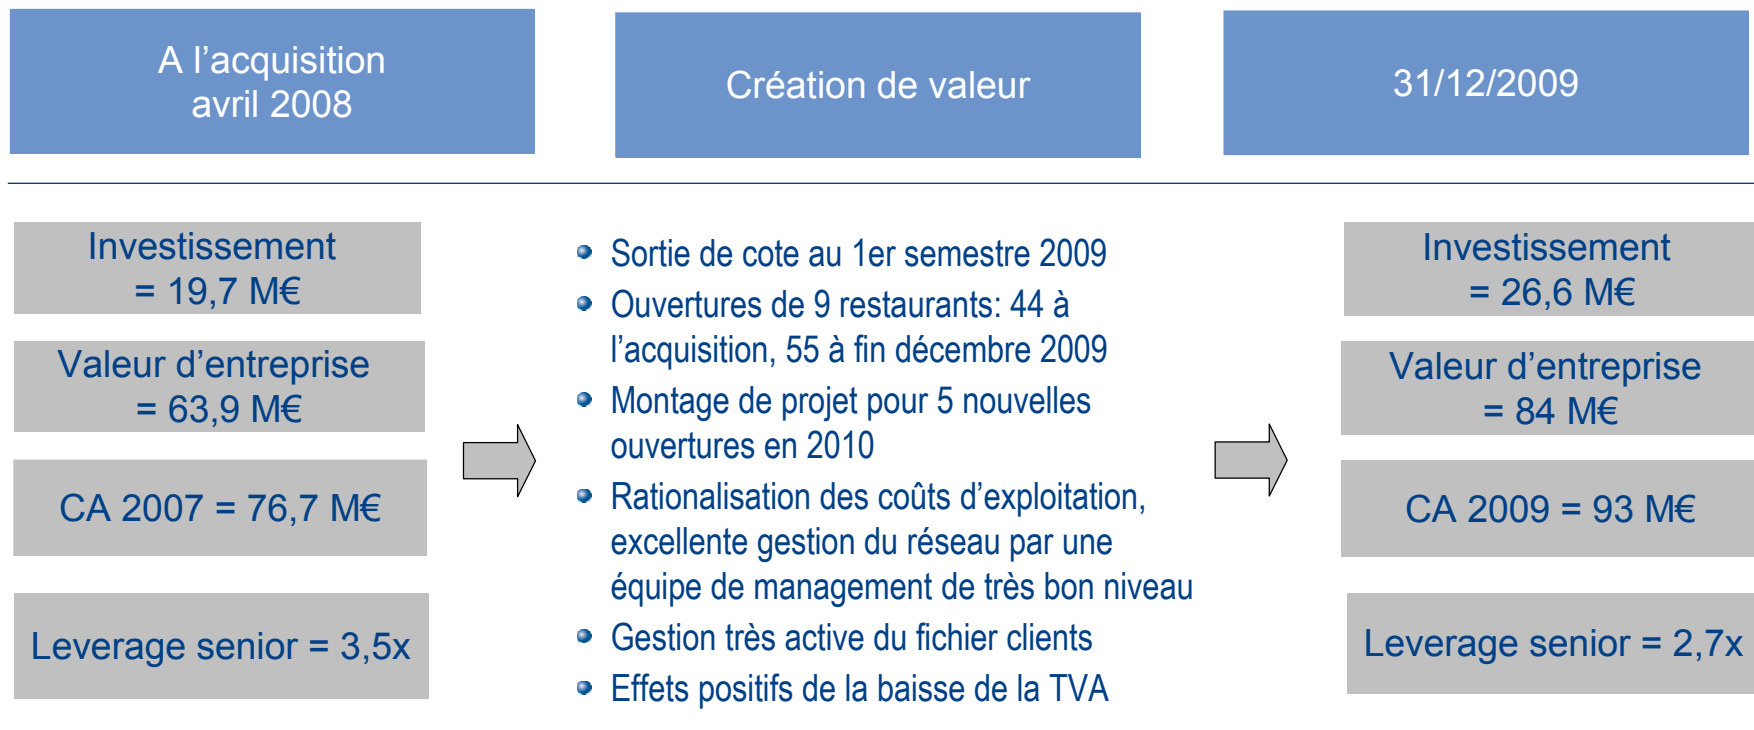 A l’acquisition
avril 2008
Création de valeur
31/12/2009
Investissement
= 19,7 M€
Valeur d’entreprise
= 63,9 M€
CA 2007 = 76,7 M€
Leverage senior = 3,5x
Sortie de cote au 1er semestre 2009
Ouvertures de 9 restaurants: 44 à
l’acquisition, 55 à fin décembre 2009
Montage de projet pour 5 nouvelles
ouvertures en 2010
Rationalisation des coûts d’exploitation,
excellente gestion du réseau par une
équipe de management de très bon niveau
Gestion très active du fichier clients
Effets positifs de la baisse de la TVA
Investissement
= 26,6 M€
Valeur d’entreprise
= 84 M€
CA 2009 = 93 M€
Leverage senior = 2,7x